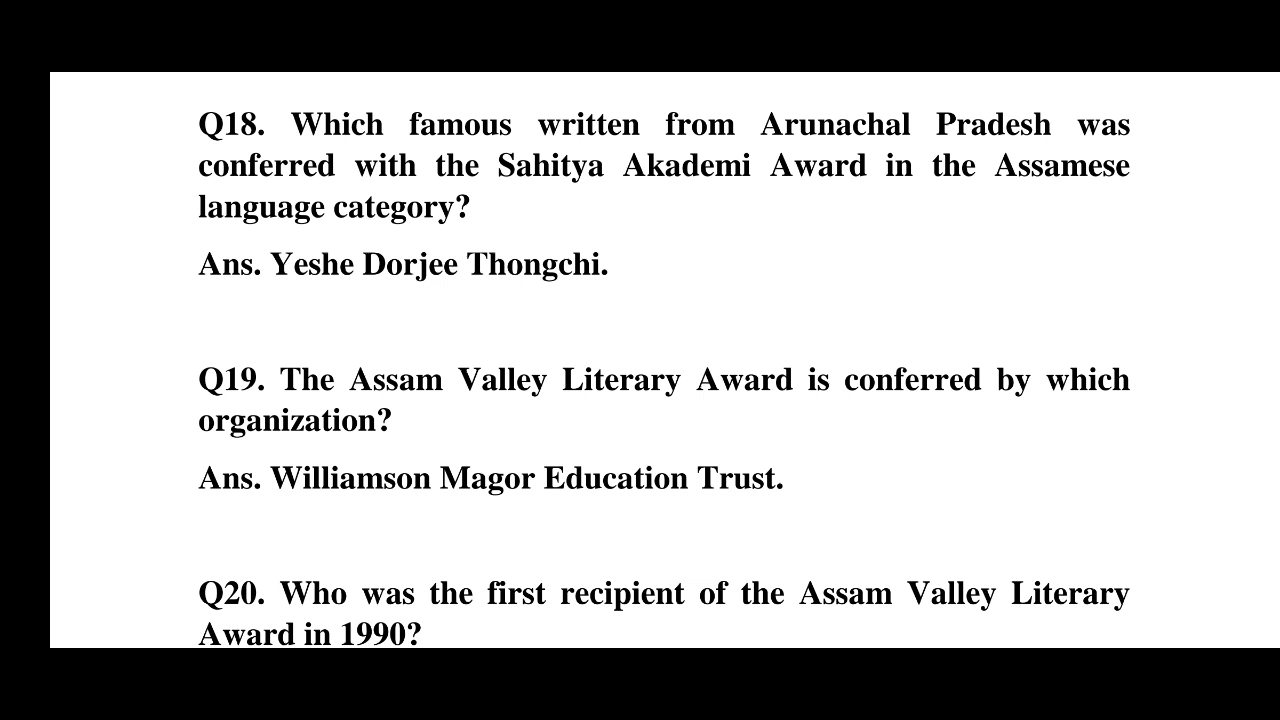 Q18. Which famous written from Arunachal Pradesh was
conferred with the Sahitya Akademi Award in the Assamese
language category?
Ans. Yeshe Dorjee Thongchi.
Q19. The Assam Valley Literary Award is conferred by which
organization?
Ans. Williamson Magor Education Trust.
Q20. Who was the first recipient of the Assam Valley Literary
Award in 1990?